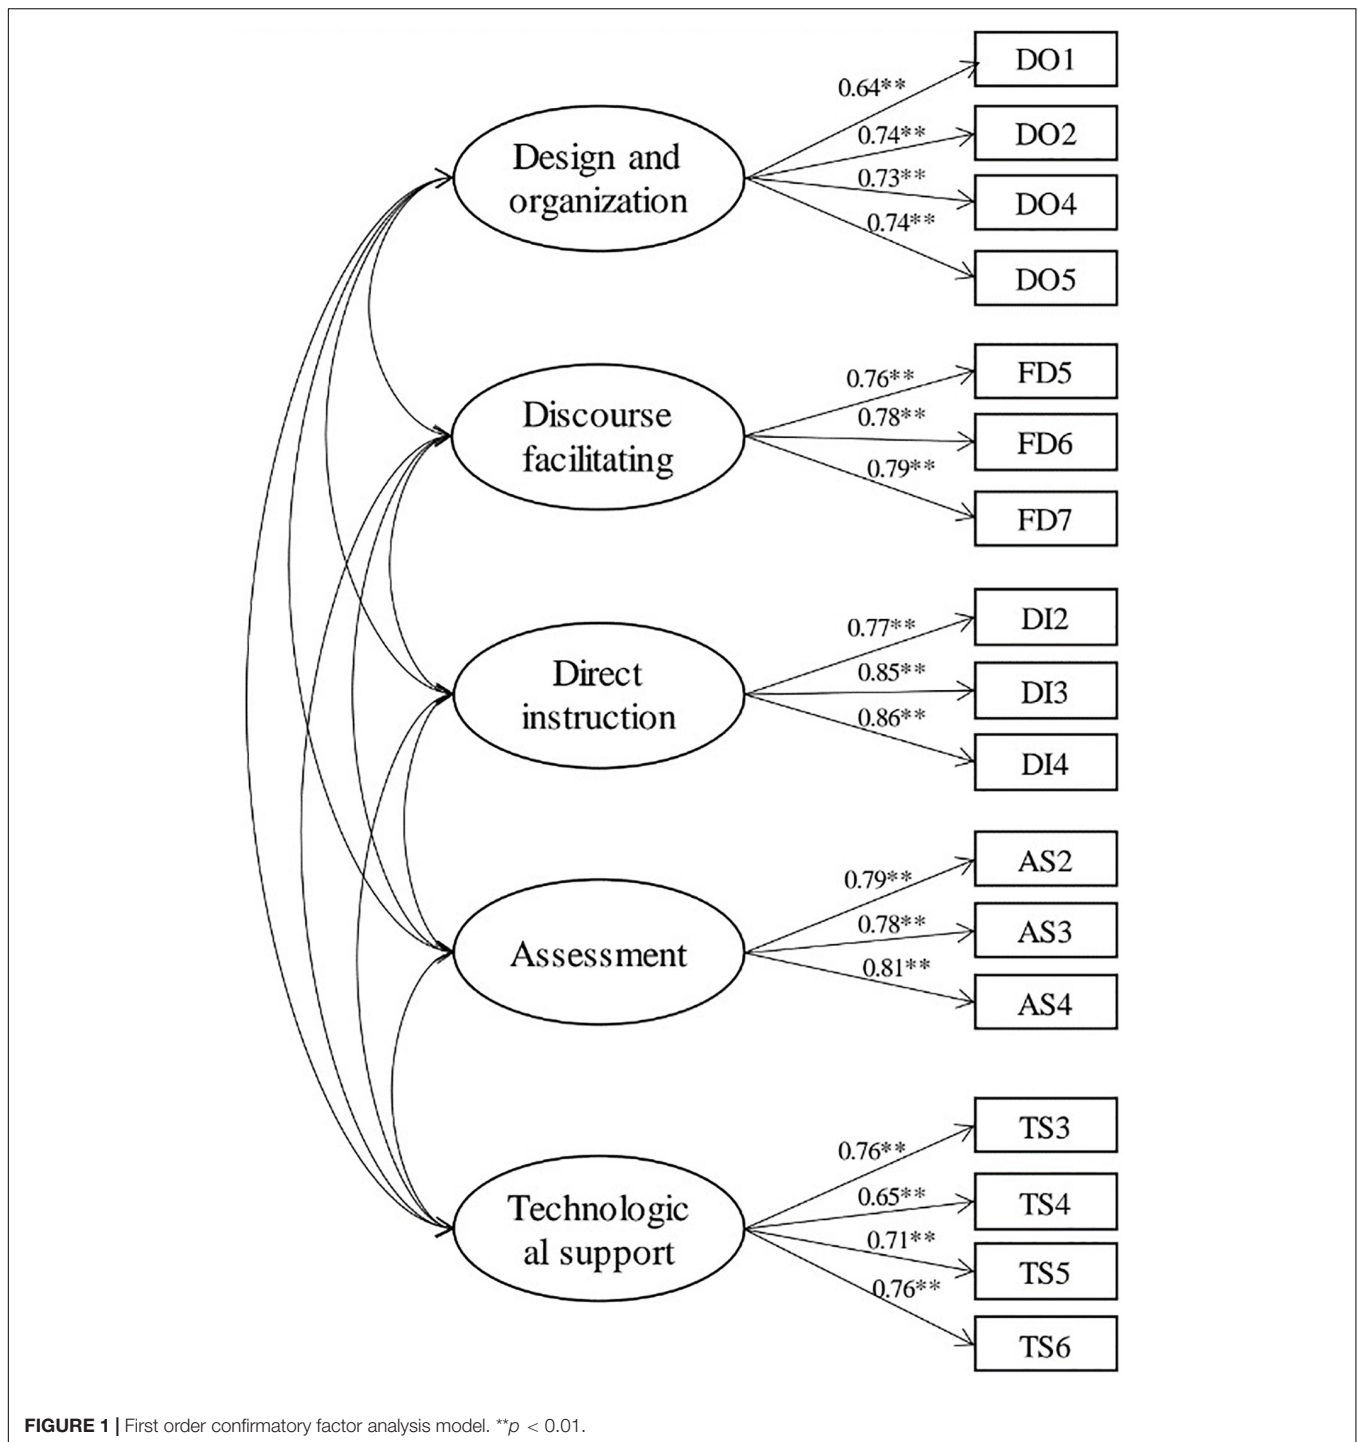 DO1
0.64**
Design and
organization
0.74**
DO2
0.73**
DO4
0.74**
DO5
Discourse
facilitating
0.76**
FD5
0.78**
FD6
0.79**
FD7
Direct
instruction
0.77**
DI2
0.85**
DI3
0.86**
DI4
Assessment
0.79**
AS2
0.78**
AS3
0.81**
AS4
Technologic
al support
0.76**
TS3
0.65**
TS4
0.71**
TS5
0.76**
TS6
FIGURE 1 | First order confirmatory factor analysis model. **p < 0.01.